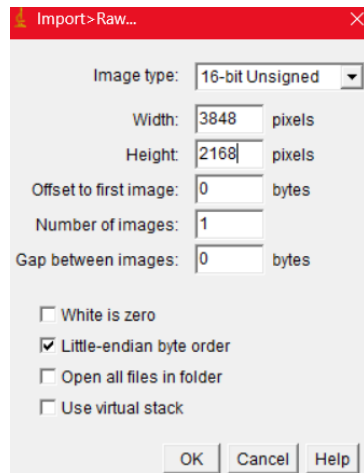 Import>Raw...
Image type: 16-bit Unsigned
Width: 3848 pixels
Height: 2168 pixels
Offset to first image: 0 bytes
Number of images: 1
Gap between images: 0 bytes
White is zero
Little-endian byte order
Open all files in folder
Use virtual stack
OK Cancel Help